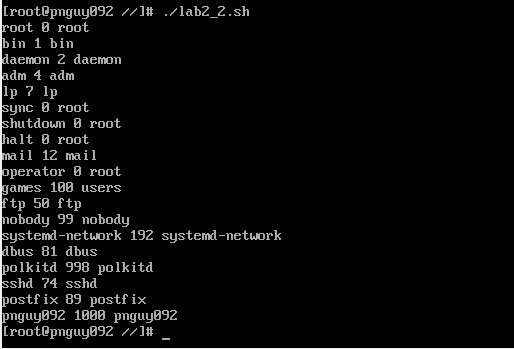 [root@pnguy092 //]# ./lab2_2.sh
root 0 root
bin 1 bin
daemon 2 daemon
adm 4 adm
lp 7 lp
sync 0 root
shutdown 0 root
halt 0 root
mail 12 mail
operator 0 root
games 100 users
ftp 50 ftp
nobody 99 nobody
systemd-network 192 systemd-network
dbus 81 dbus
polkitd 998 polkitd
sshd 74 sshd
postfix 89 postfix
pnguy092 1000 pnguy092
[root@pnguy092 //]# _